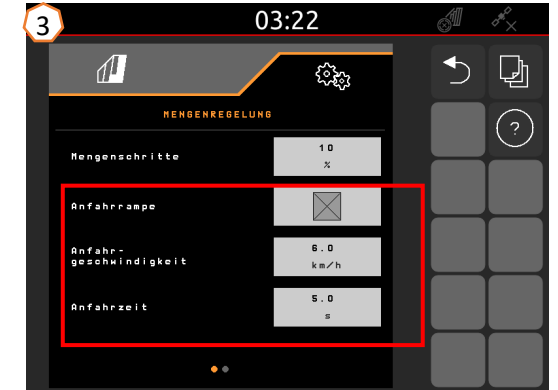 3
03:22
MENGENREGELUNG
Mengenschritte
10
%
Anfahrrampe
Anfahr-
geschwindigkeit
6.0
km/h
Anfahrzeit
5.0
s
?